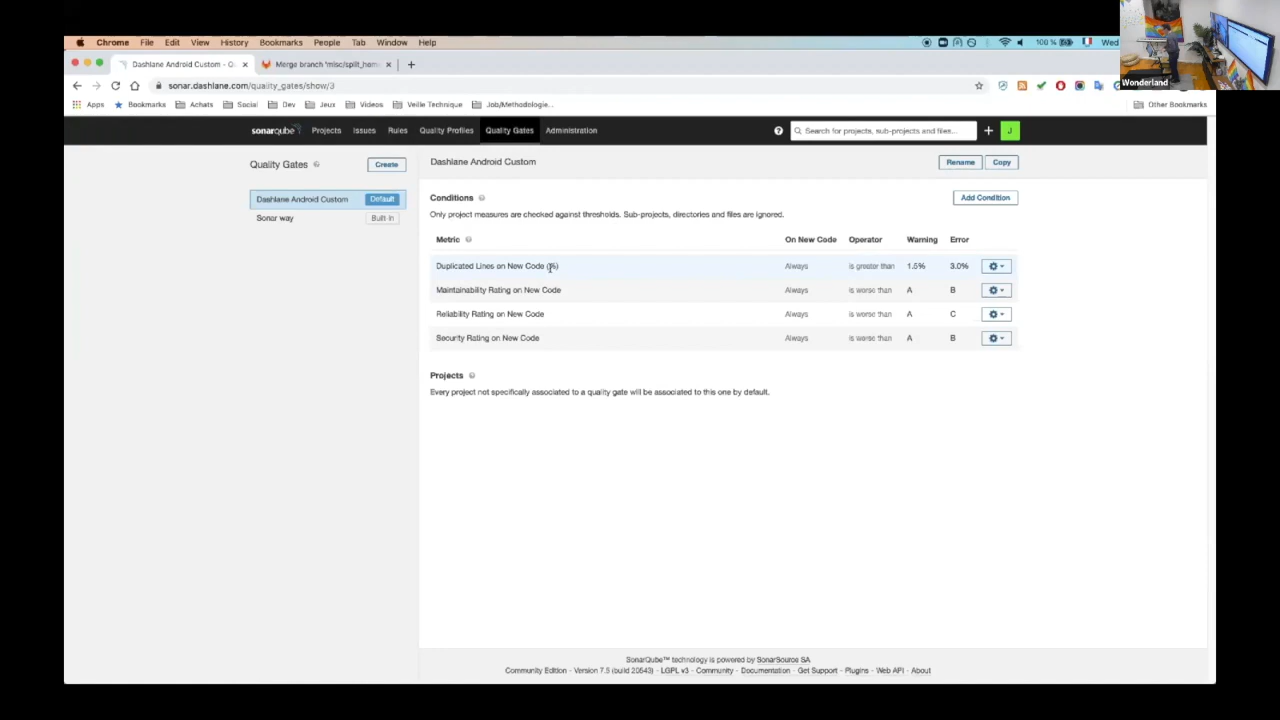 Chrome File Edit View History Bookmarks People Tab Window Help 100 % Wed
Wonderland
Dashlane Android Custom - Q Merge branch 'misc/split_hom
sonar.dashlane.com/quality_gates/show/3
Apps Bookmarks Achats Social Dev Jeux Videos Veille Technique Job/Methodologie... Other Bookmarks
sonarqube Projects Issues Rules Quality Profiles Quality Gates Administration Search for projects, sub-projects and files... J
Quality Gates Create Dashlane Android Custom Rename Copy
Dashlane Android Custom Default
Sonar way Built in
Conditions Add Condition
Only project measures are checked against thresholds. Sub-projects, directories and files are ignored.
Metric On New Code Operator Warning Error
Duplicated Lines on New Code (%) Always is greater than 1.5% 3.0%
Maintainability Rating on New Code Always is worse than A B
Reliability Rating on New Code Always is worse than A C
Security Rating on New Code Always is worse than A B
Projects
Every project not specifically associated to a quality gate will be associated to this one by default.
SonarQube™ technology is powered by SonarSource SA
Community Edition - Version 7.5 (build 20543) - LGPL v3 - Community - Documentation - Get Support - Plugins - Web API - About